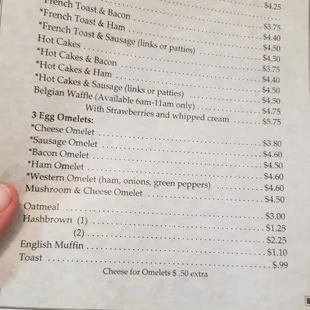 $4.25
$3.75
*French Toast & Bacon $4.40
*French Toast & Ham $4.50
*French Toast & Sausage (links or patties) $4.50
Hot Cakes $3.75
*Hot Cakes & Bacon $4.40
*Hot Cakes & Ham $4.50
*Hot Cakes & Sausage (links or patties) $4.50
Belgian Waffle (Available 6am-11am only) $4.75
With Strawberries and whipped cream $5.75
3 Egg Omelets:
*Cheese Omelet $3.80
*Sausage Omelet $4.60
*Bacon Omelet $4.50
*Ham Omelet $4.60
*Western Omelet (ham, onions, green peppers) $4.60
Mushroom & Cheese Omelet $4.50
Oatmeal $3.00
Hashbrown (1) $1.25
(2) $2.25
English Muffin $1.10
Toast $.99
Cheese for Omelets $ .50 extra